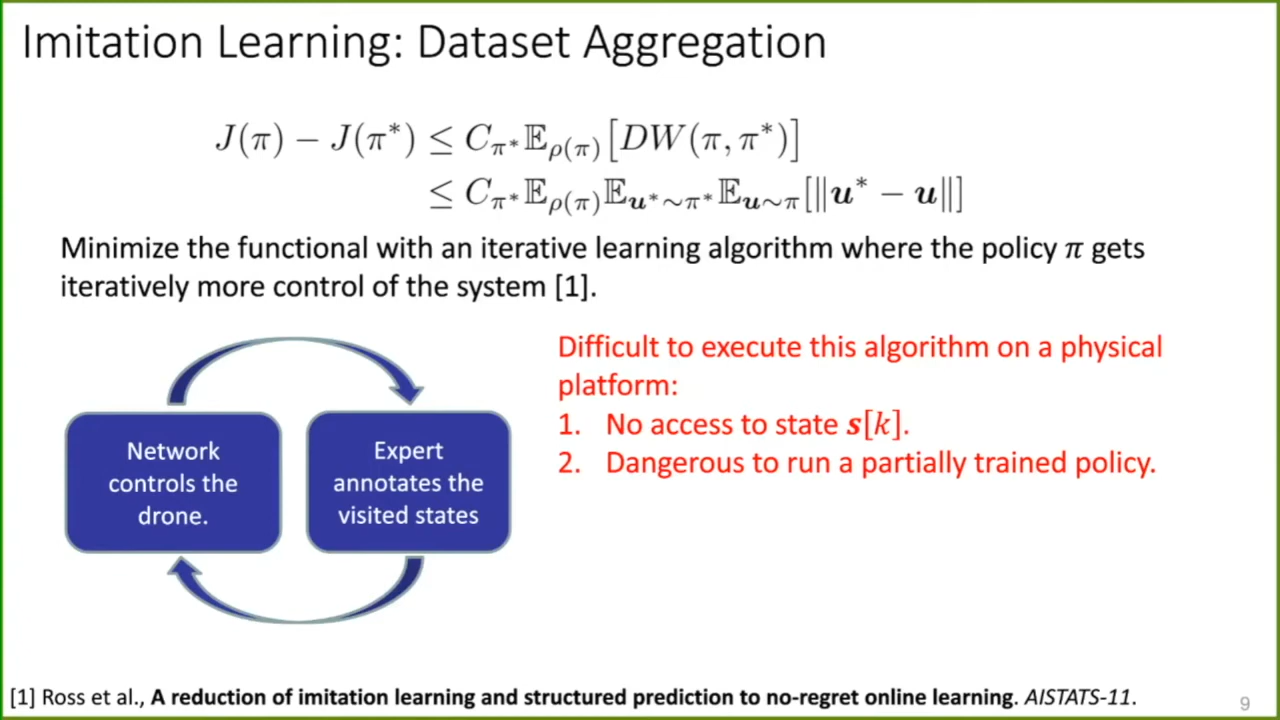 Imitation Learning: Dataset Aggregation
J(π) − J(π*) ≤ C_π* 𝔼_ρ(π)[DW(π, π*)]
≤ C_π* 𝔼_ρ(π) 𝔼_u*∼π* 𝔼_u∼π[‖u* − u‖]
Minimize the functional with an iterative learning algorithm where the policy π gets
iteratively more control of the system [1].
Difficult to execute this algorithm on a physical
platform:
1. No access to state s[k].
2. Dangerous to run a partially trained policy.
Network
controls the
drone.
Expert
annotates the
visited states
[1] Ross et al., A reduction of imitation learning and structured prediction to no-regret online learning. AISTATS-11.
9